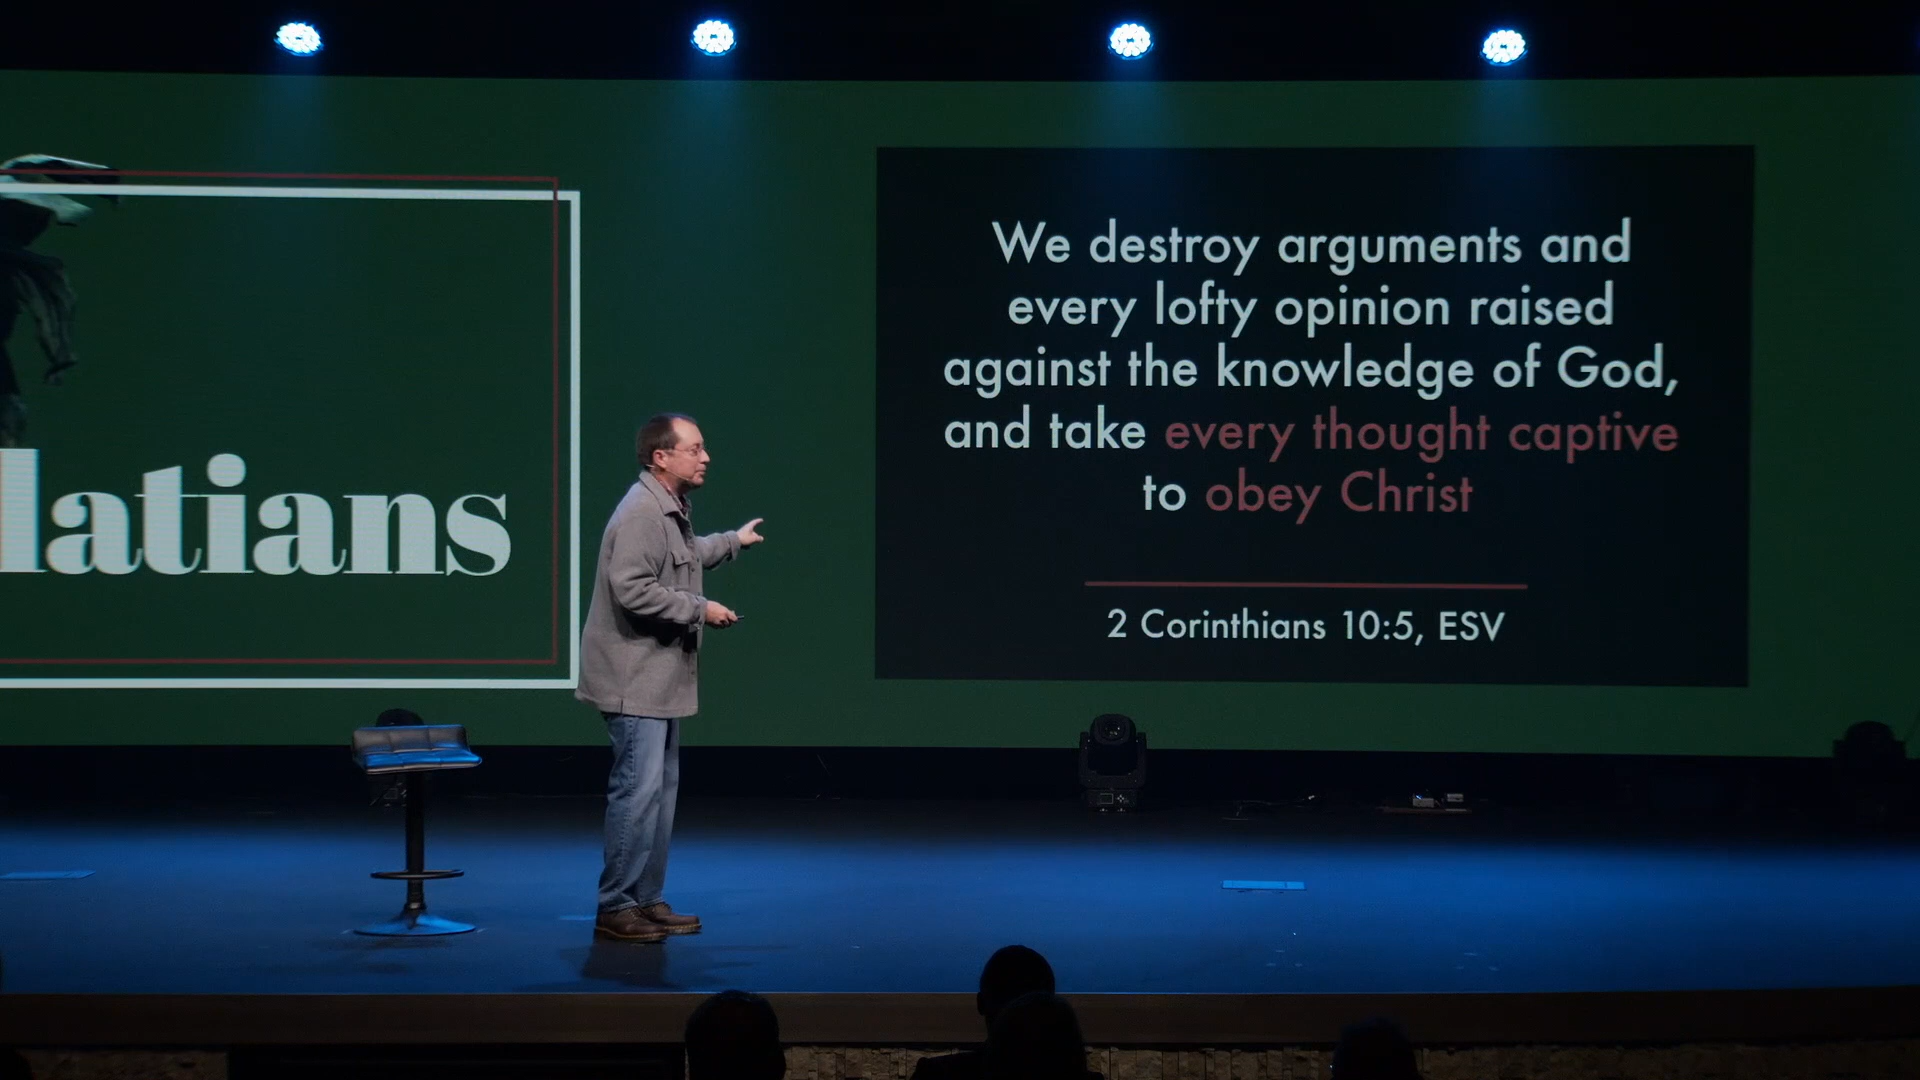 latians
We destroy arguments and
every lofty opinion raised
against the knowledge of God,
and take every thought captive
to obey Christ
2 Corinthians 10:5, ESV